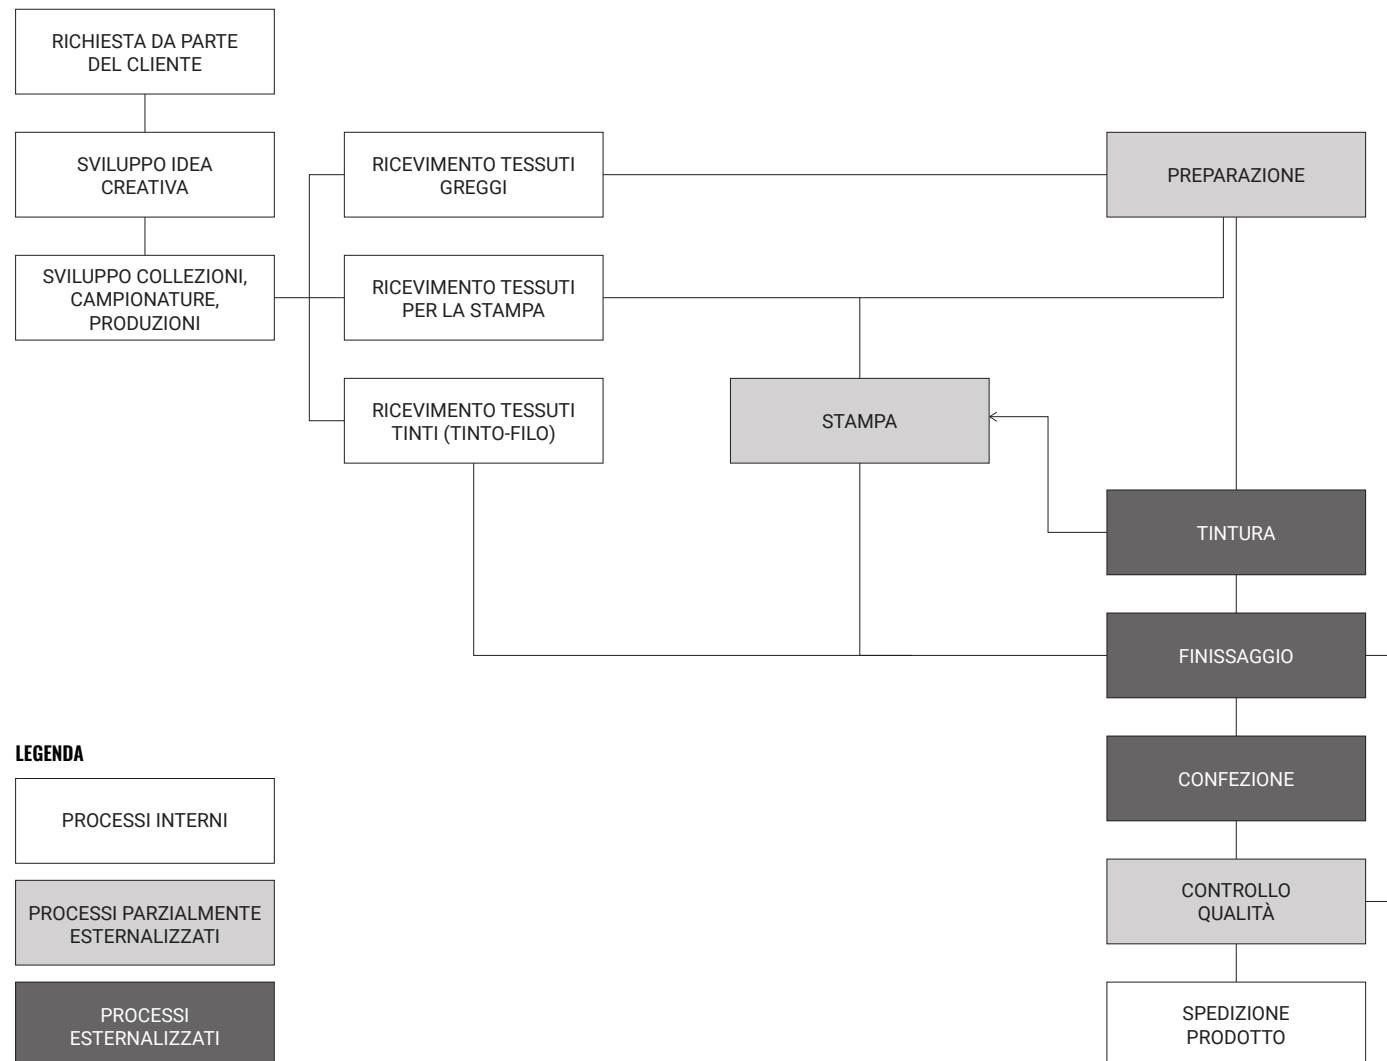 RICHIESTA DA PARTE
DEL CLIENTE
SVILUPPO IDEA
CREATIVA
SVILUPPO COLLEZIONI,
CAMPIONATURE,
PRODUZIONI
RICEVIMENTO TESSUTI
GREGGI
RICEVIMENTO TESSUTI
PER LA STAMPA
RICEVIMENTO TESSUTI
TINTI (TINTO-FILO)
STAMPA
PREPARAZIONE
TINTURA
FINISSAGGIO
CONFEZIONE
CONTROLLO
QUALITÀ
SPEDIZIONE
PRODOTTO
LEGENDA
PROCESSI INTERNI
PROCESSI PARZIALMENTE
ESTERNALIZZATI
PROCESSI
ESTERNALIZZATI